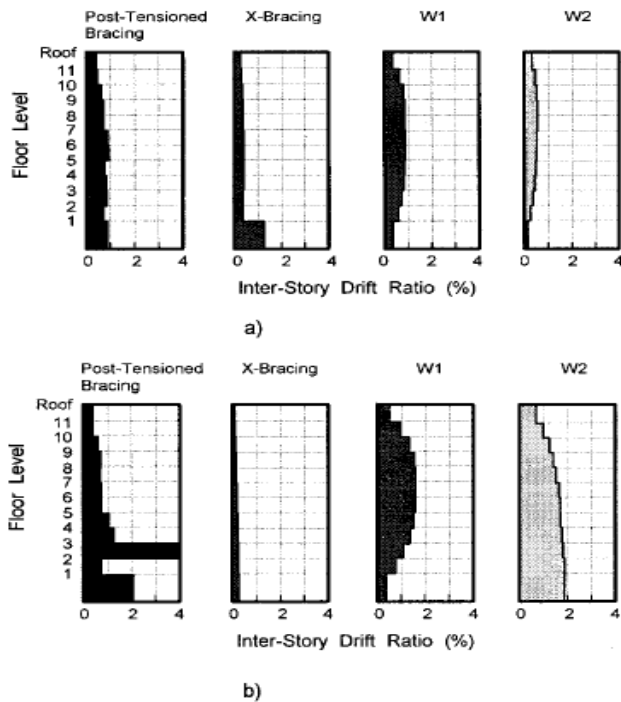 Post-Tensioned Bracing X-Bracing W1 W2
Floor Level
Roof
11
10
9
8
7
6
5
4
3
2
1
0 2 4 0 2 4 0 2 4 0 2 4
Inter-Story Drift Ratio (%)
a)
Post-Tensioned Bracing X-Bracing W1 W2
Floor Level
Roof
11
10
9
8
7
6
5
4
3
2
1
0 2 4 0 2 4 0 2 4 0 2 4
Inter-Story Drift Ratio (%)
b)